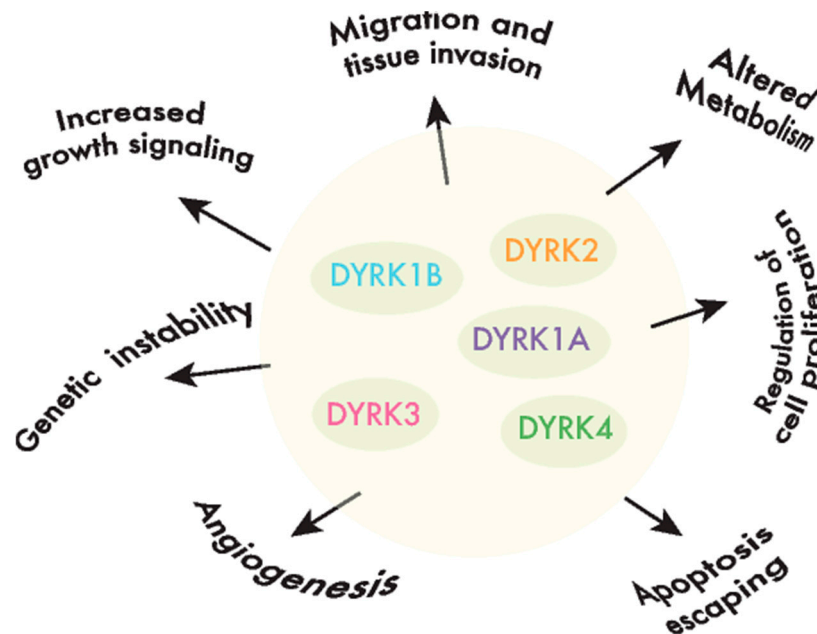 Migration and
tissue invasion
Altered
Metabolism
Increased
growth signaling
Regulation of
cell proliferation
DYRK2
DYRK1B
DYRK1A
Genetic instability
DYRK3
DYRK4
Angiogenesis
Apoptosis
escaping